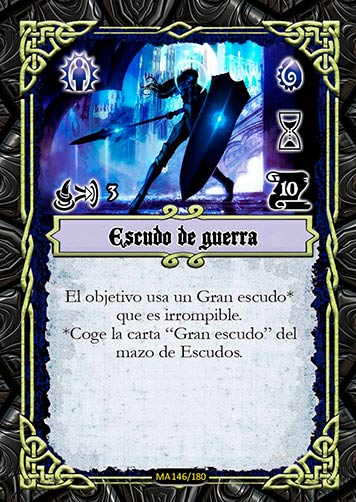 3
10
Escudo de guerra
El objetivo usa un Gran escudo*
que es irrompible.
*Coge la carta “Gran escudo” del
mazo de Escudos.
MA146/180